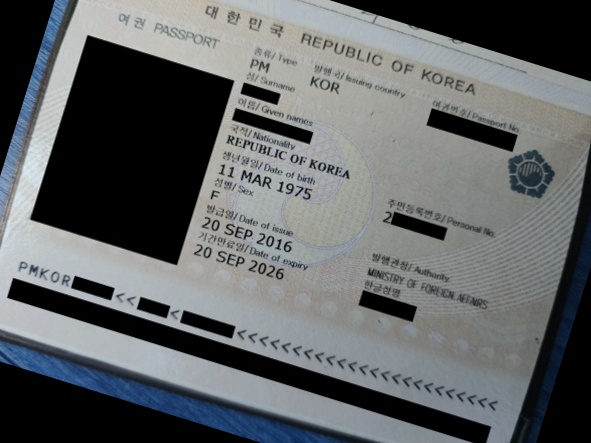 대한민국 REPUBLIC OF KOREA
여권 PASSPORT
종류/ Type 발행국/ Issuing country 여권번호/ Passport No.
PM KOR
성/ Surname
이름/ Given names
국적/ Nationality
REPUBLIC OF KOREA
생년월일/ Date of birth 주민등록번호/ Personal No.
11 MAR 1975 2
성별/ Sex
F
발급일/ Date of issue 발행관청/ Authority
20 SEP 2016 MINISTRY OF FOREIGN AFFAIRS
기간만료일/ Date of expiry 한글성명
20 SEP 2026
PMKOR << < <<<<<<<<<<<<<<<<<<<<<<<<<